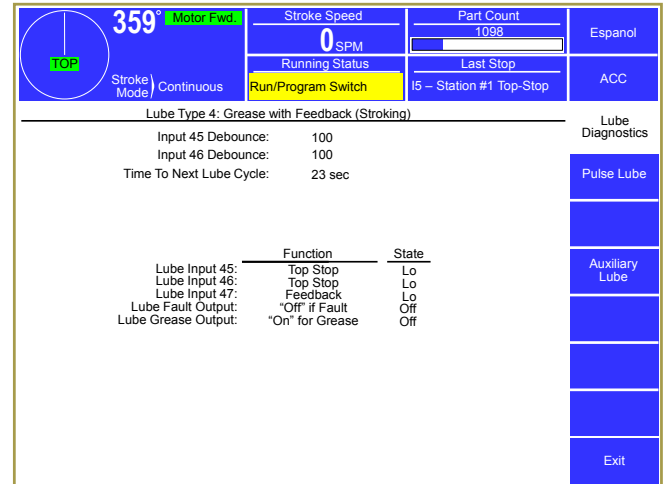 TOP
359° Motor Fwd.
Stroke Mode) Continuous
Stroke Speed
0 SPM
Part Count
1098
Running Status
Run/Program Switch
Last Stop
I5 – Station #1 Top-Stop
Espanol
ACC
Lube Diagnostics
Pulse Lube
Auxiliary Lube
Exit
Lube Type 4: Grease with Feedback (Stroking)
Input 45 Debounce: 100
Input 46 Debounce: 100
Time To Next Lube Cycle: 23 sec
Function State
Lube Input 45: Top Stop Lo
Lube Input 46: Top Stop Lo
Lube Input 47: Feedback Lo
Lube Fault Output: “Off” if Fault Off
Lube Grease Output: “On” for Grease Off